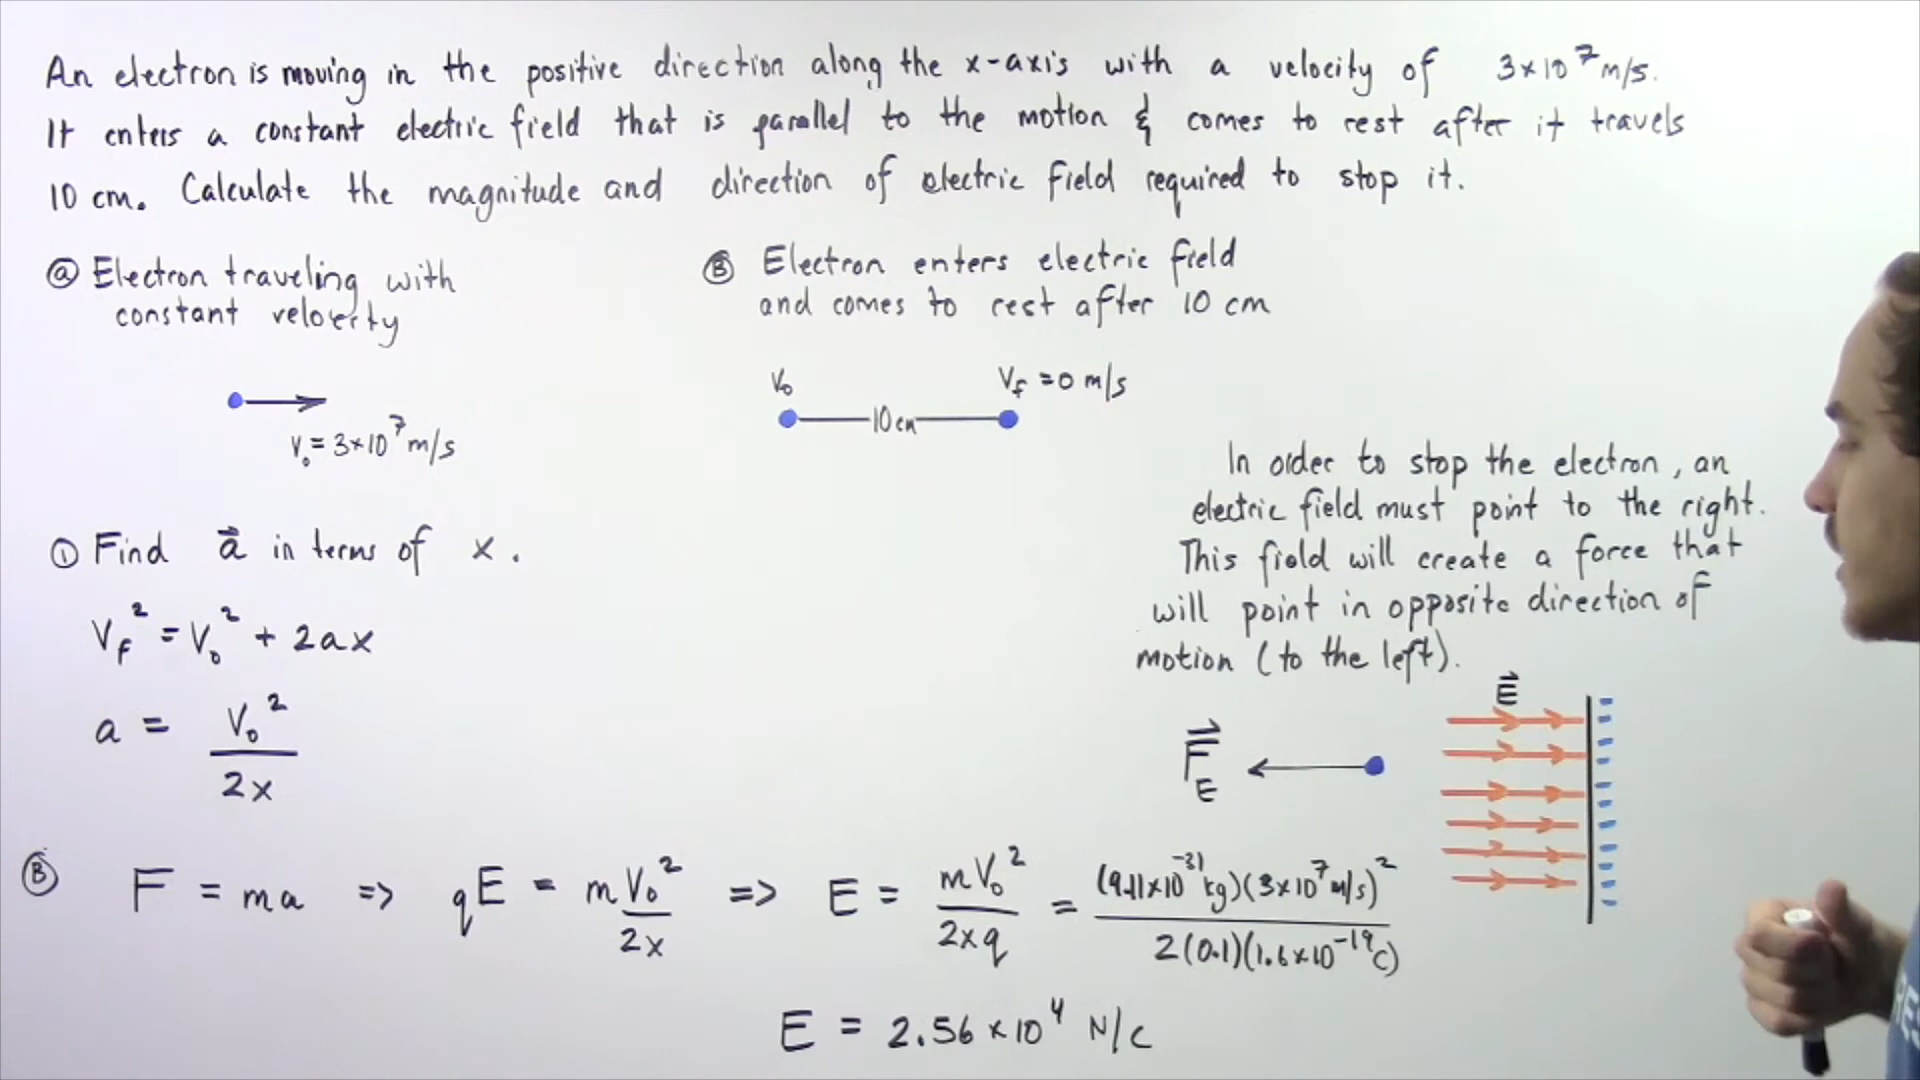 An electron is moving in the positive direction along the x-axis with a velocity of 3×10⁷ m/s.
It enters a constant electric field that is parallel to the motion & comes to rest after it travels
10 cm. Calculate the magnitude and direction of electric field required to stop it.
ⓐ Electron traveling with
constant velocity
V₀ = 3×10⁷ m/s
Ⓑ Electron enters electric field
and comes to rest after 10 cm
V₀ V_f = 0 m/s
10 cm
In order to stop the electron, an
electric field must point to the right.
This field will create a force that
will point in opposite direction of
motion (to the left).
① Find a⃗ in terms of x.
V_f² = V₀² + 2ax
a = V₀² / 2x
E⃗
F⃗_E
Ⓑ F = ma => qE = mV₀² / 2x => E = mV₀² / 2xq = (9.11×10⁻³¹ kg)(3×10⁷ m/s)² / 2(0.1)(1.6×10⁻¹⁹ C)
E = 2.56×10⁴ N/C